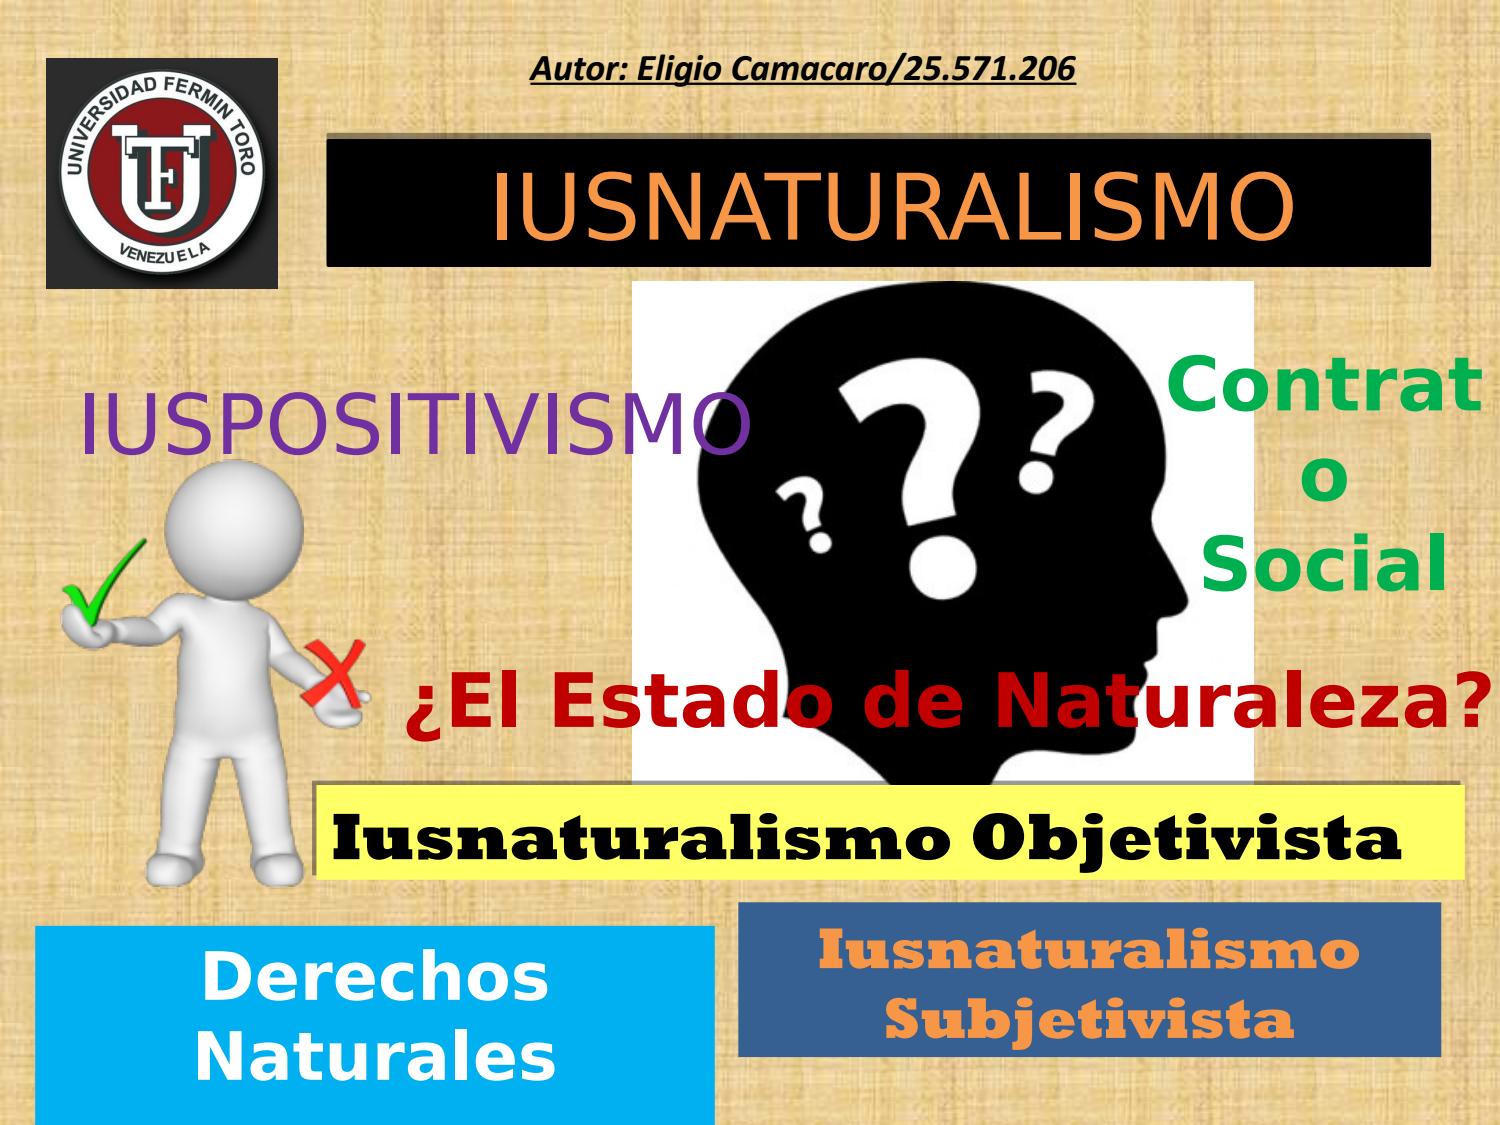 Autor: Eligio Camacaro/25.571.206
UNIVERSIDAD FERMIN TORO
UFT
VENEZUELA
IUSNATURALISMO
IUSPOSITIVISMO
Contrat
o
Social
? ? ?
¿El Estado de Naturaleza?
Iusnaturalismo Objetivista
Derechos
Naturales
Iusnaturalismo
Subjetivista